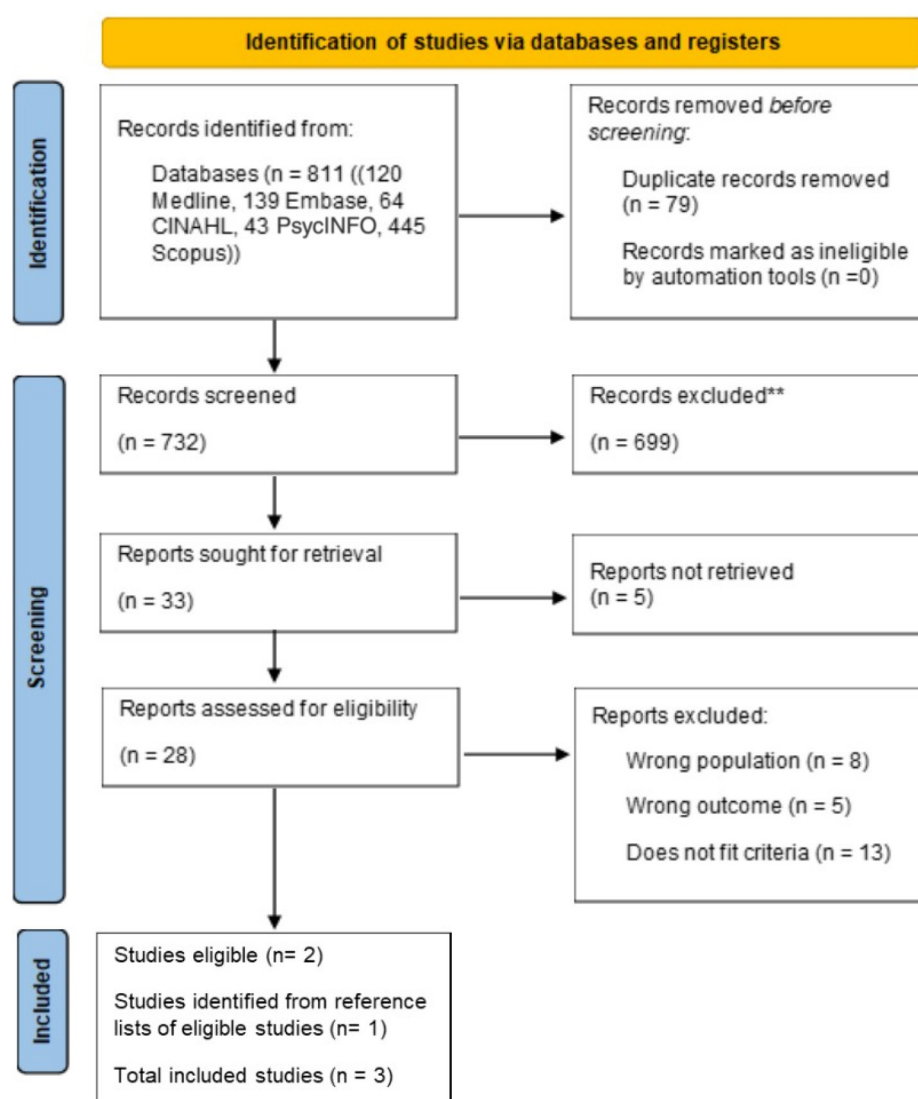 Identification of studies via databases and registers
Identification
Records identified from:
Databases (n = 811 ((120
Medline, 139 Embase, 64
CINAHL, 43 PsycINFO, 445
Scopus))
Records removed before
screening:
Duplicate records removed
(n = 79)
Records marked as ineligible
by automation tools (n =0)
Screening
Records screened
(n = 732)
Records excluded**
(n = 699)
Reports sought for retrieval
(n = 33)
Reports not retrieved
(n = 5)
Reports assessed for eligibility
(n = 28)
Reports excluded:
Wrong population (n = 8)
Wrong outcome (n = 5)
Does not fit criteria (n = 13)
Included
Studies eligible (n= 2)
Studies identified from reference
lists of eligible studies (n= 1)
Total included studies (n = 3)